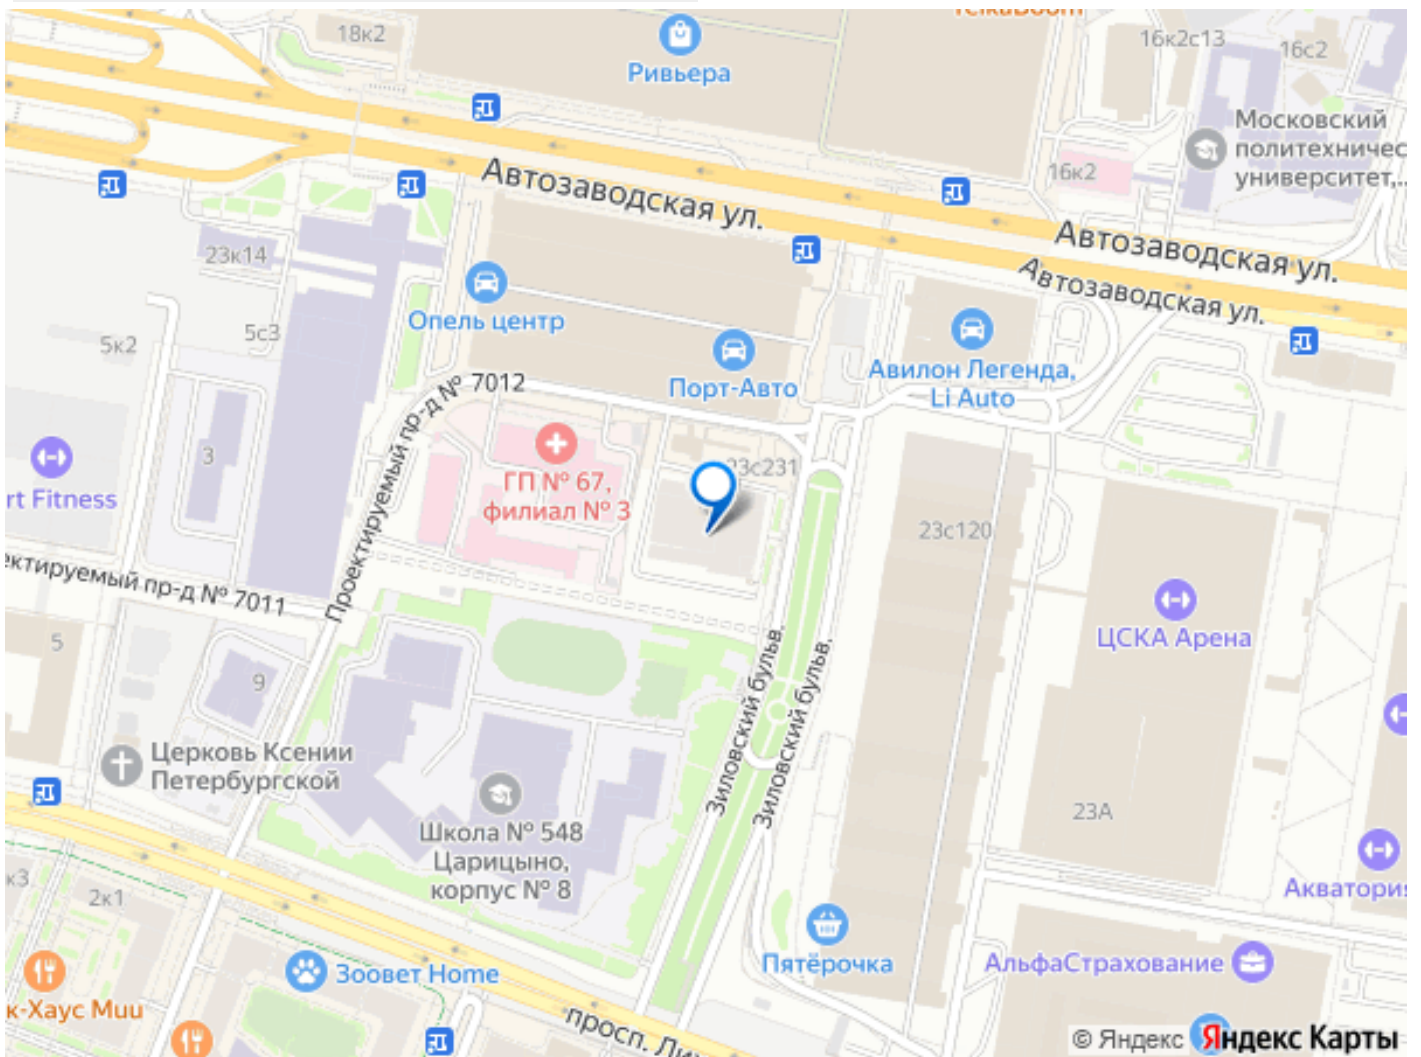 18к2
Ривьера
16к2с13
16с2
Московский
политехничес
университет,..
16к2
Автозаводская ул.
Автозаводская ул.
Автозаводская ул.
23к14
5с3
5к2
Опель центр
Порт-Авто
Авилон Легенда,
Li Auto
Проектируемый пр-д № 7012
3
rt Fitness
ГП № 67,
филиал № 3
23с231
23с120
ектируемый пр-д № 7011
5
9
ЦСКА Арена
Зиловский бульв.
Зиловский бульв.
Церковь Ксении
Петербургской
Школа № 548
Царицыно,
корпус № 8
23А
Акватория
к3
2к1
Зоовет Home
Пятёрочка
АльфаСтрахование
к-Хаус Мuu
просп. Ли
© Яндекс Яндекс Карты